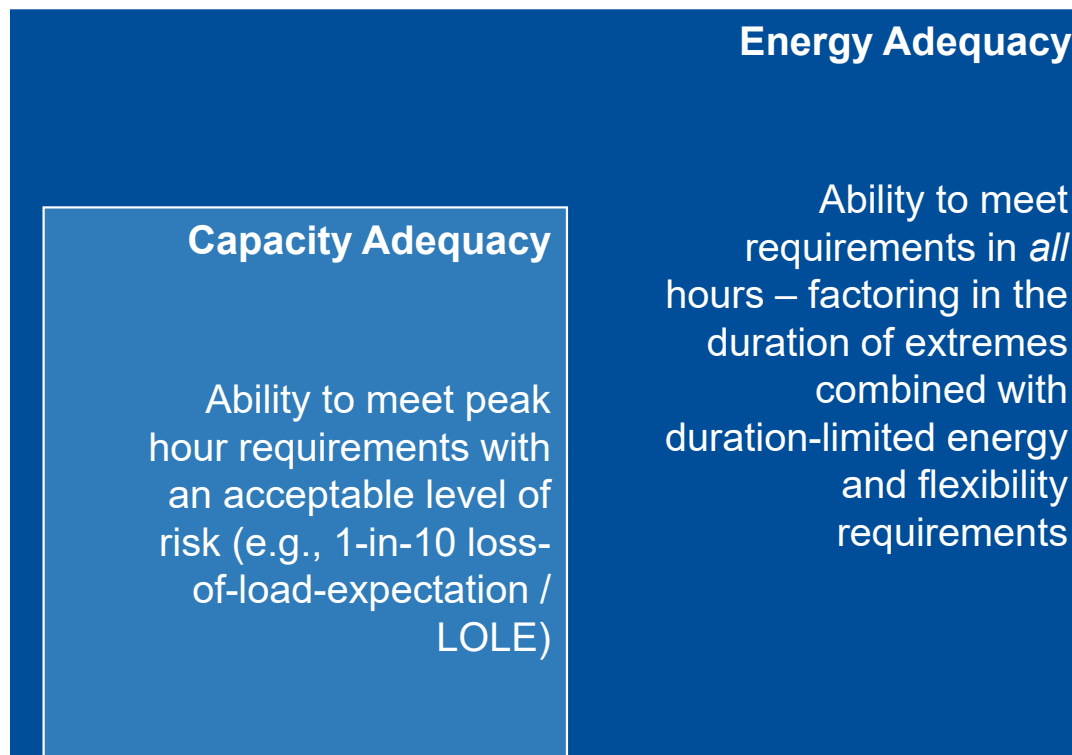 Energy Adequacy
Ability to meet
requirements in all
hours – factoring in the
duration of extremes
combined with
duration-limited energy
and flexibility
requirements
Capacity Adequacy
Ability to meet peak
hour requirements with
an acceptable level of
risk (e.g., 1-in-10 loss-
of-load-expectation /
LOLE)